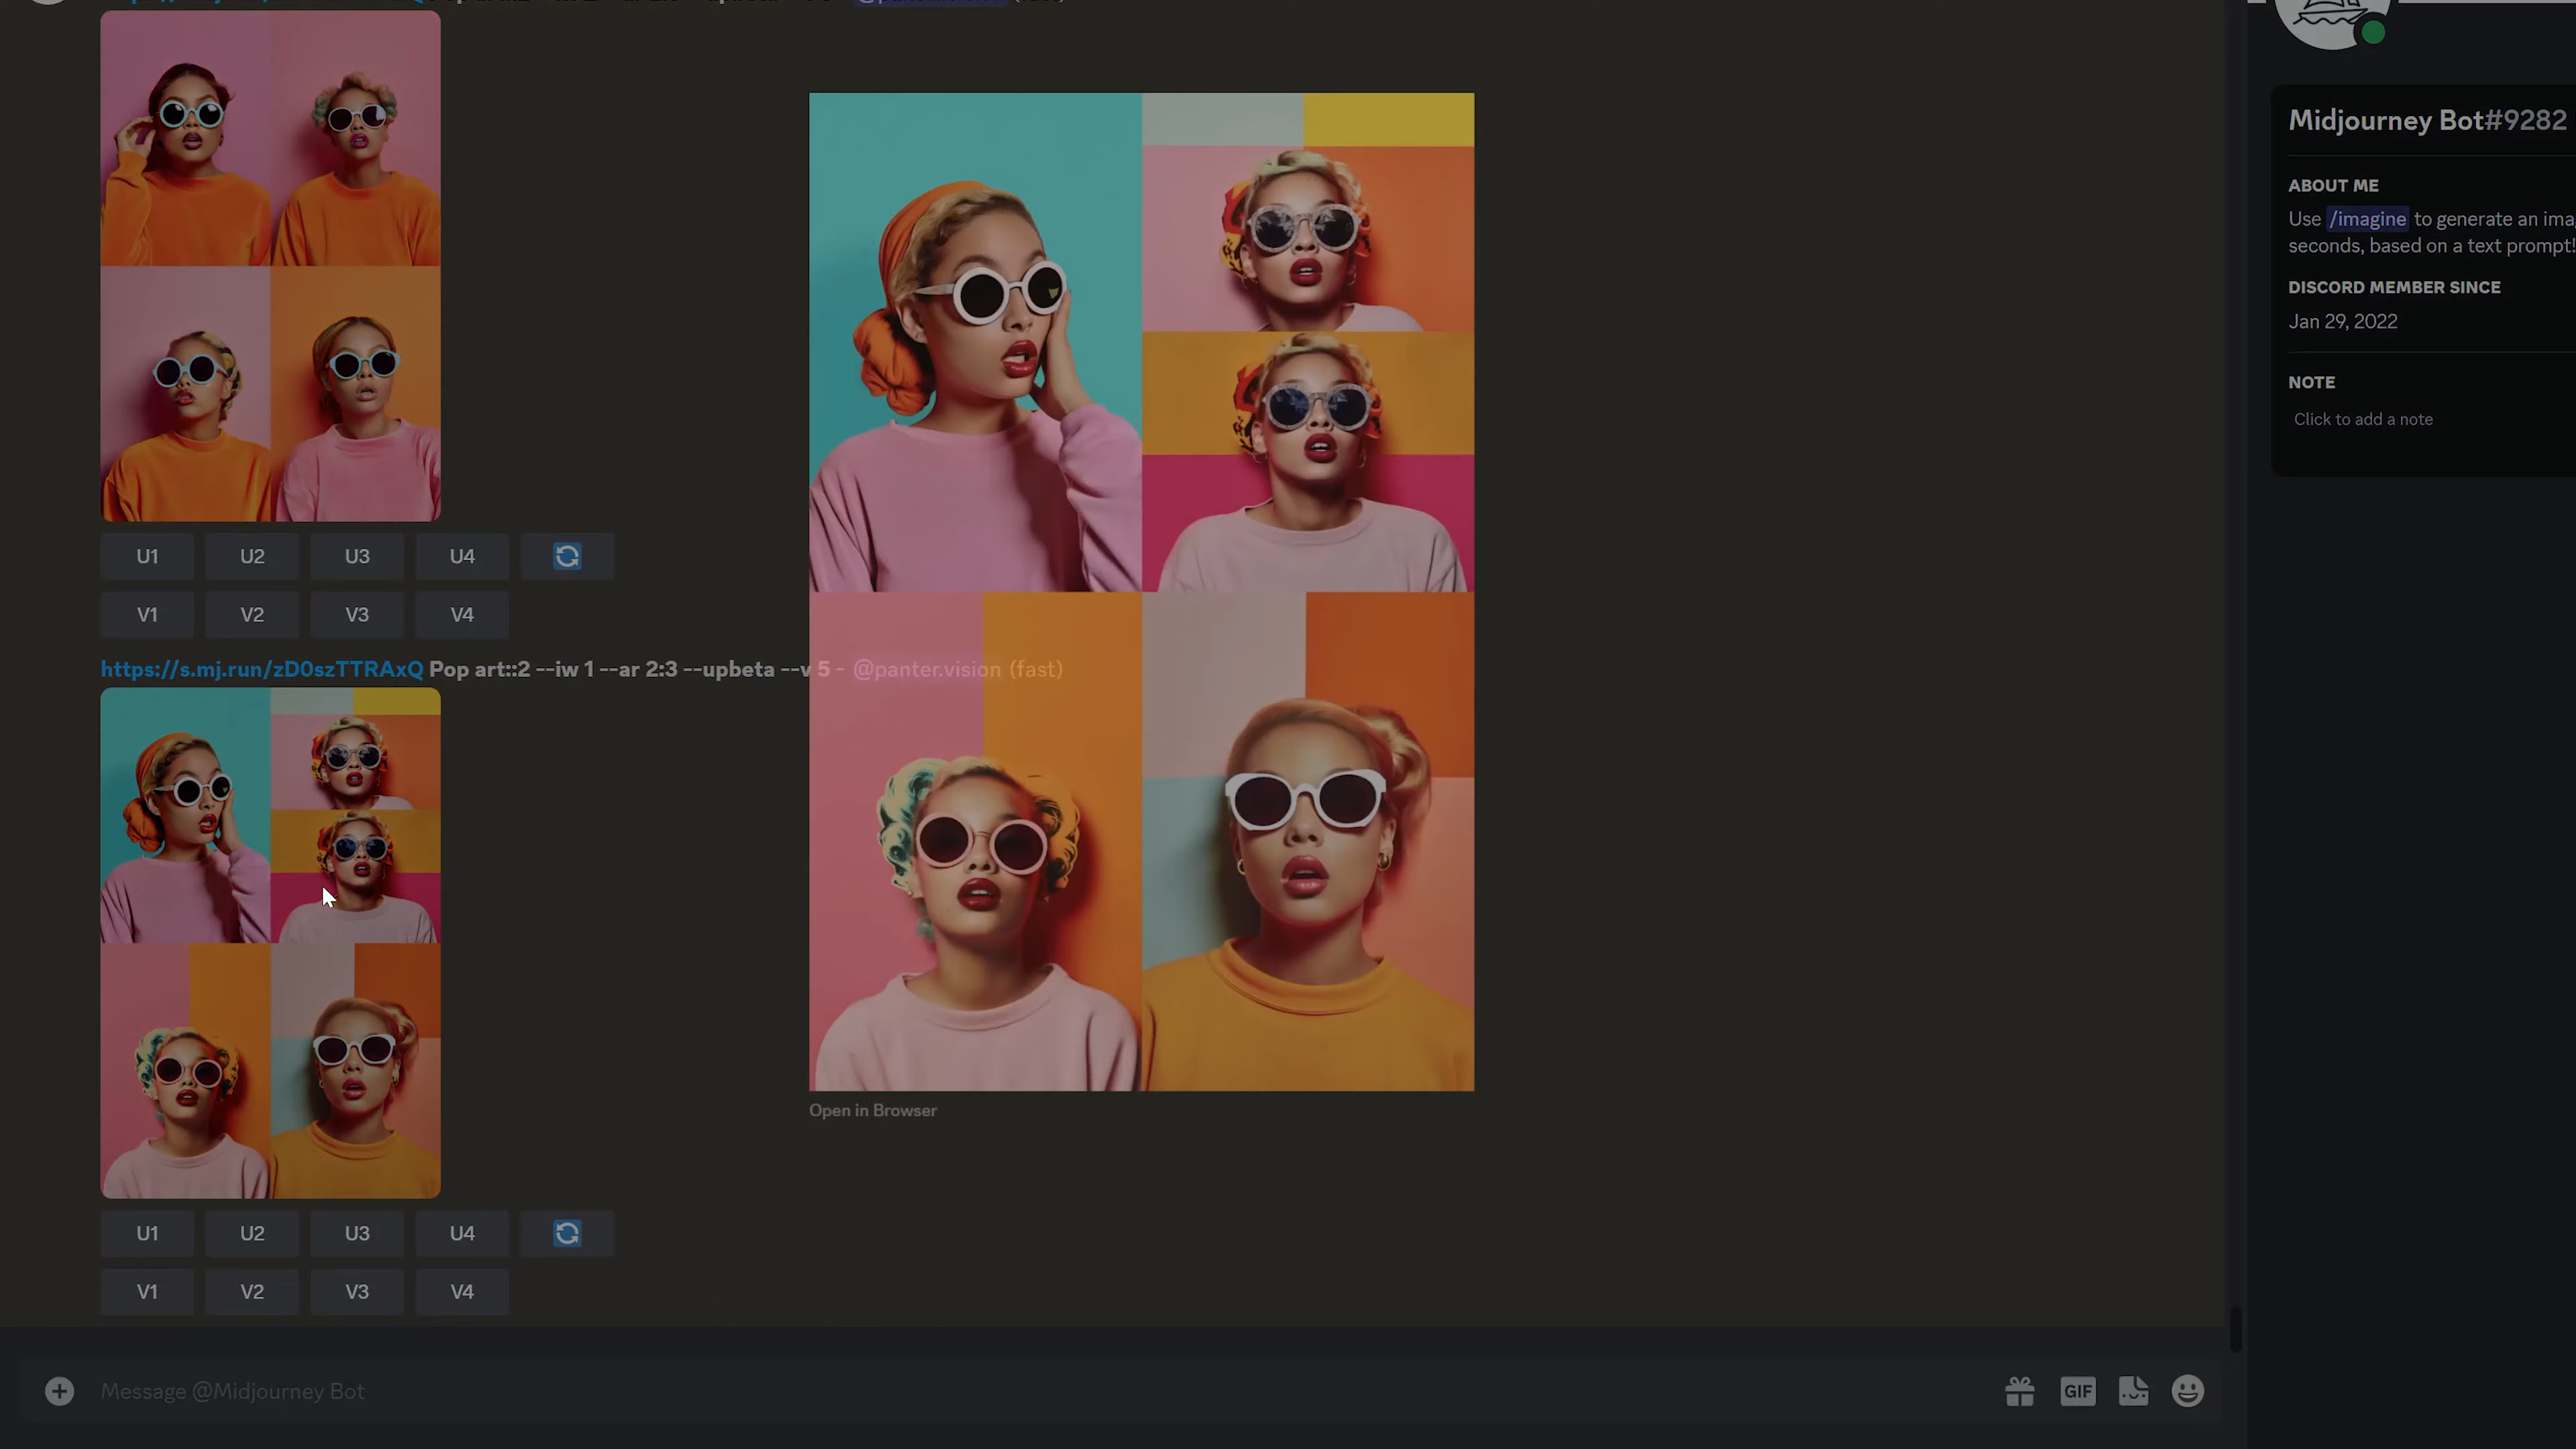 (fast)
U1 U2 U3 U4
V1 V2 V3 V4
https://s.mj.run/zD0szTTRAxQ Pop art::2 --iw 1 --ar 2:3 --upbeta --v 5 - @panter.vision (fast)
U1 U2 U3 U4
V1 V2 V3 V4
Open in Browser
Message @Midjourney Bot
GIF
Midjourney Bot#9282
ABOUT ME
Use /imagine to generate an ima
seconds, based on a text prompt!
DISCORD MEMBER SINCE
Jan 29, 2022
NOTE
Click to add a note